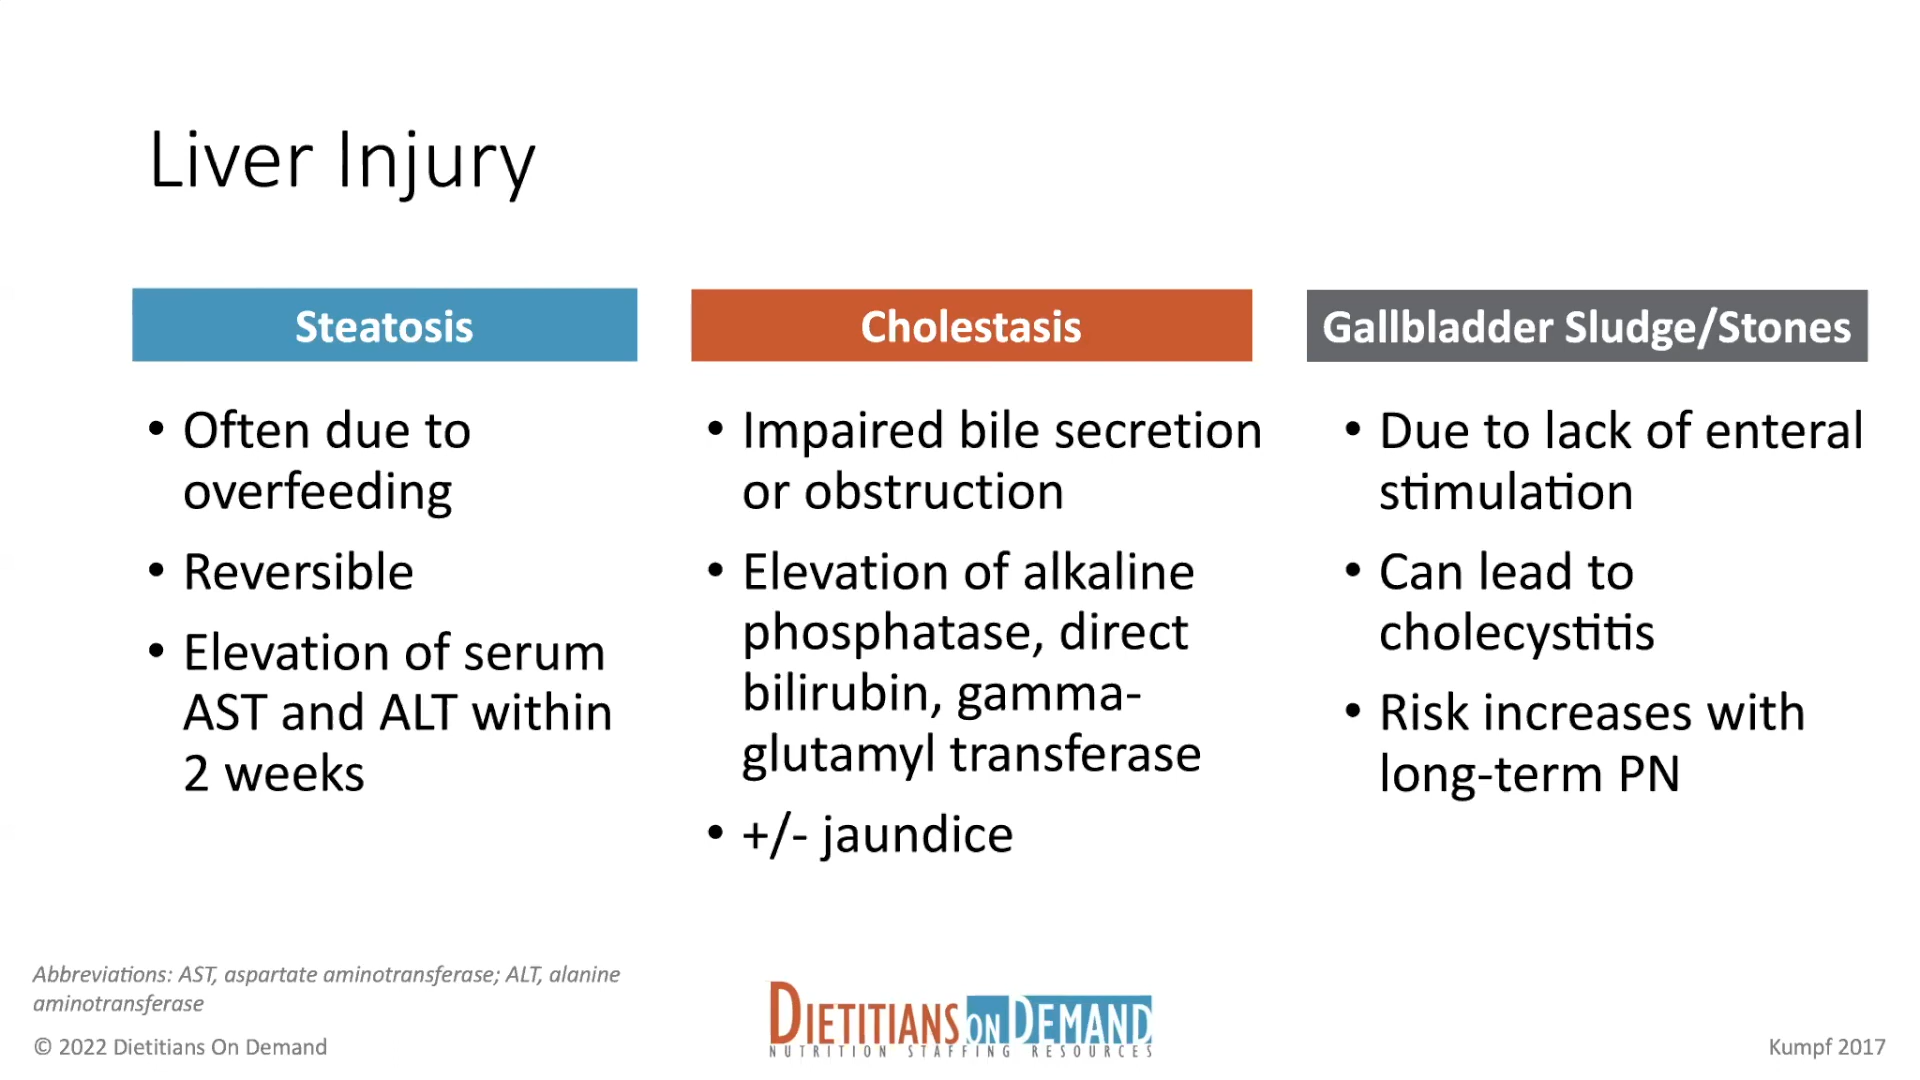 Liver Injury
Steatosis
• Often due to
overfeeding
• Reversible
• Elevation of serum
AST and ALT within
2 weeks
Cholestasis
• Impaired bile secretion
or obstruction
• Elevation of alkaline
phosphatase, direct
bilirubin, gamma-
glutamyl transferase
• +/- jaundice
Gallbladder Sludge/Stones
• Due to lack of enteral
stimulation
• Can lead to
cholecystitis
• Risk increases with
long-term PN
Abbreviations: AST, aspartate aminotransferase; ALT, alanine
aminotransferase
© 2022 Dietitians On Demand
DIETITIANS ON DEMAND
NUTRITION STAFFING RESOURCES
Kumpf 2017